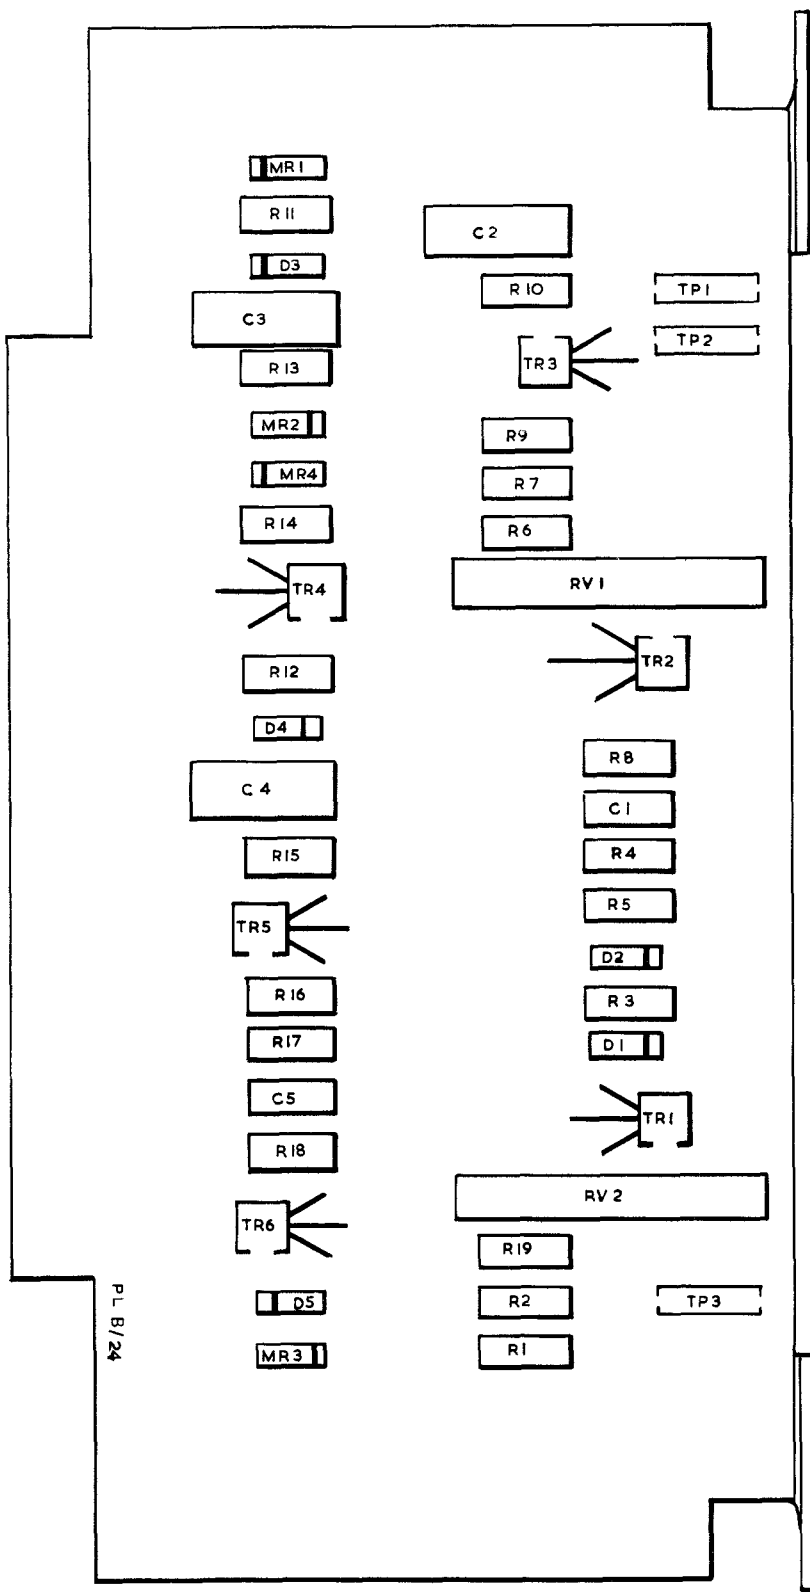 MR1
R11
C2
D3
R10
TP1
C3
TP2
R13
TR3
MR2
R9
MR4
R7
R14
R6
RV1
TR4
TR2
R12
D4
R8
C4
C1
R15
R4
R5
TR5
D2
R16
R3
R17
D1
C5
TR1
R18
RV2
TR6
R19
D5
R2
TP3
MR3
R1
PL B/24